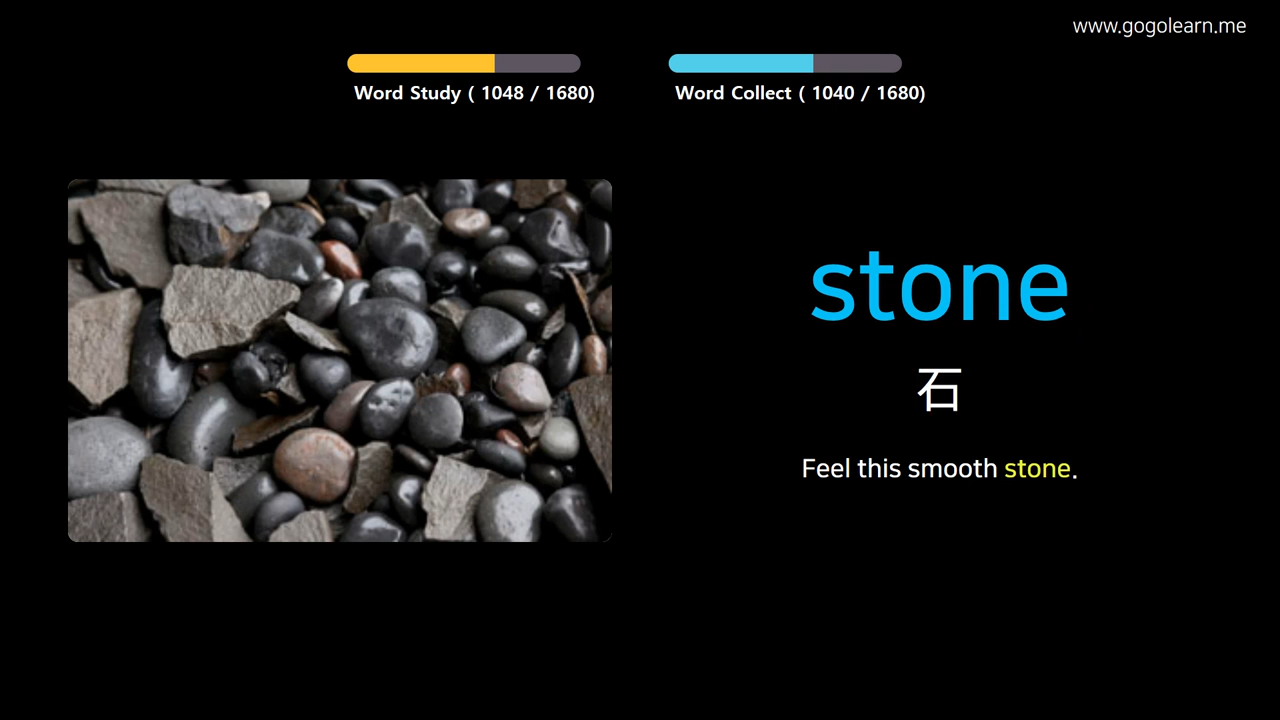 www.gogolearn.me
Word Study ( 1048 / 1680)
Word Collect ( 1040 / 1680)
stone
石
Feel this smooth stone.